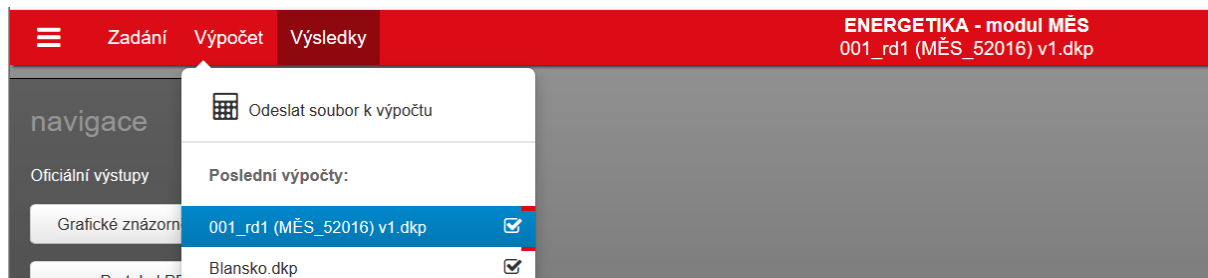 Zadání Výpočet Výsledky
ENERGETIKA - modul MĚS
001_rd1 (MĚS_52016) v1.dkp
Odeslat soubor k výpočtu
navigace
Oficiální výstupy
Poslední výpočty:
Grafické
001_rd1 (MĚS_52016) v1.dkp
Blansko.dkp